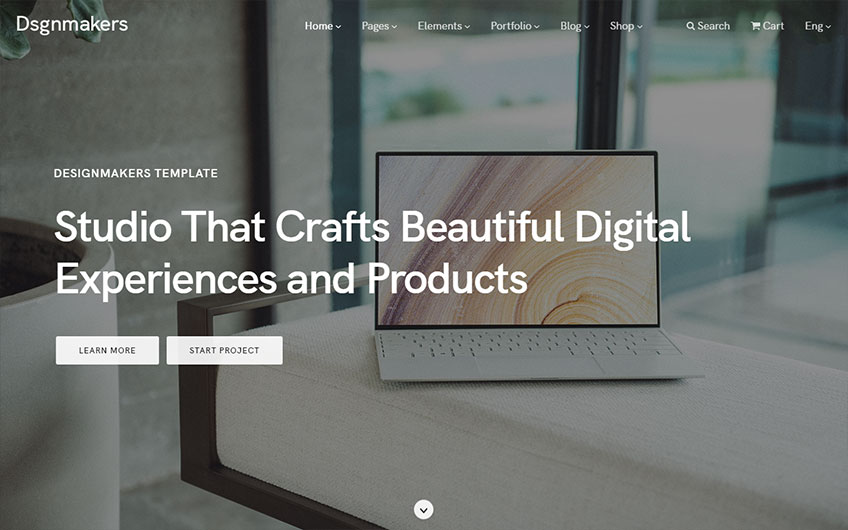 Dsgnmakers
Home Pages Elements Portfolio Blog Shop Search Cart Eng
DESIGNMAKERS TEMPLATE
Studio That Crafts Beautiful Digital
Experiences and Products
LEARN MORE START PROJECT